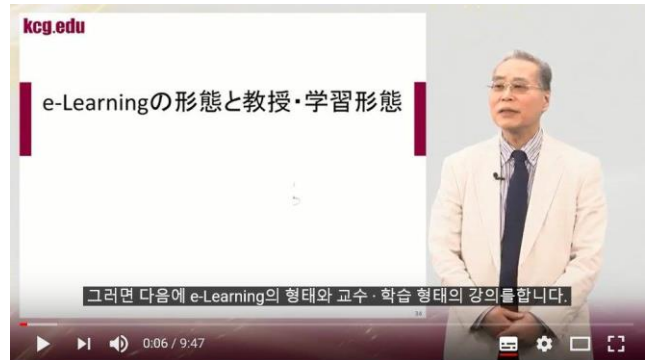 kcg.edu
e-Learningの形態と教授・学習形態
그러면 다음에 e-Learning의 형태와 교수 · 학습 형태의 강의를합니다.
34
0:06 / 9:47